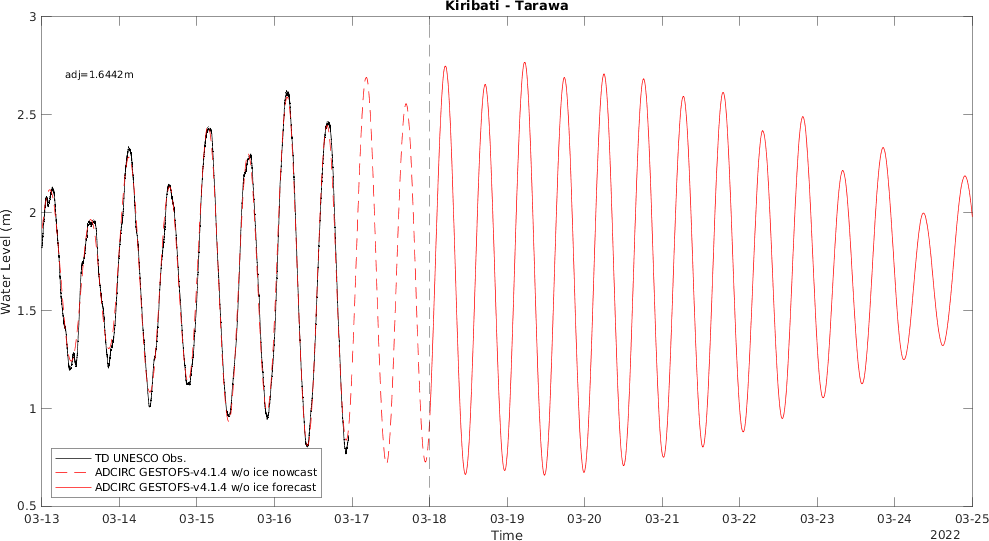 Kiribati - Tarawa
3
adj=1.6442m
2.5
2
Water Level (m)
1.5
1
TD UNESCO Obs.
ADCIRC GESTOFS-v4.1.4 w/o ice nowcast
ADCIRC GESTOFS-v4.1.4 w/o ice forecast
0.5
03-13 03-14 03-15 03-16 03-17 03-18 03-19 03-20 03-21 03-22 03-23 03-24 03-25
Time
2022